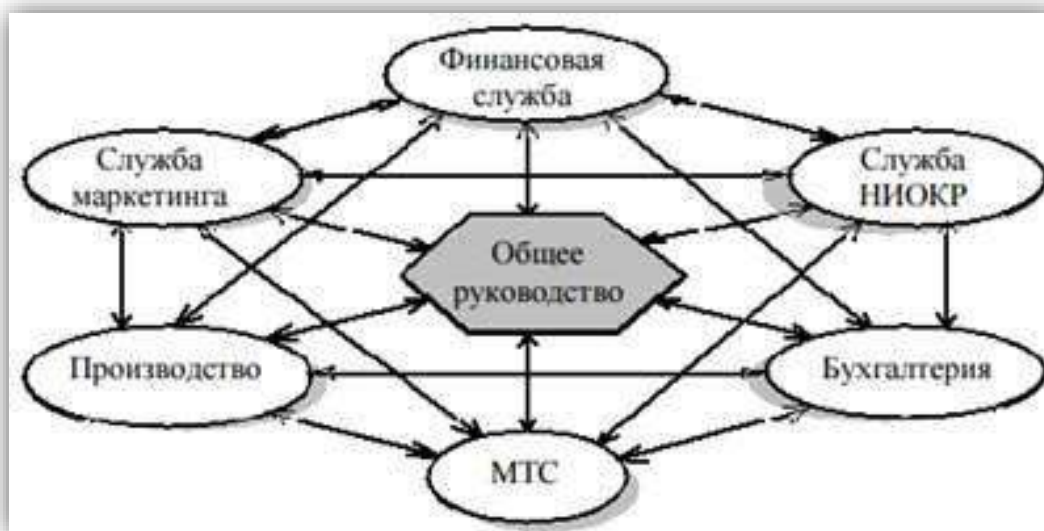 Финансовая
служба
Служба
маркетинга
Служба
НИОКР
Общее
руководство
Производство
Бухгалтерия
МТС